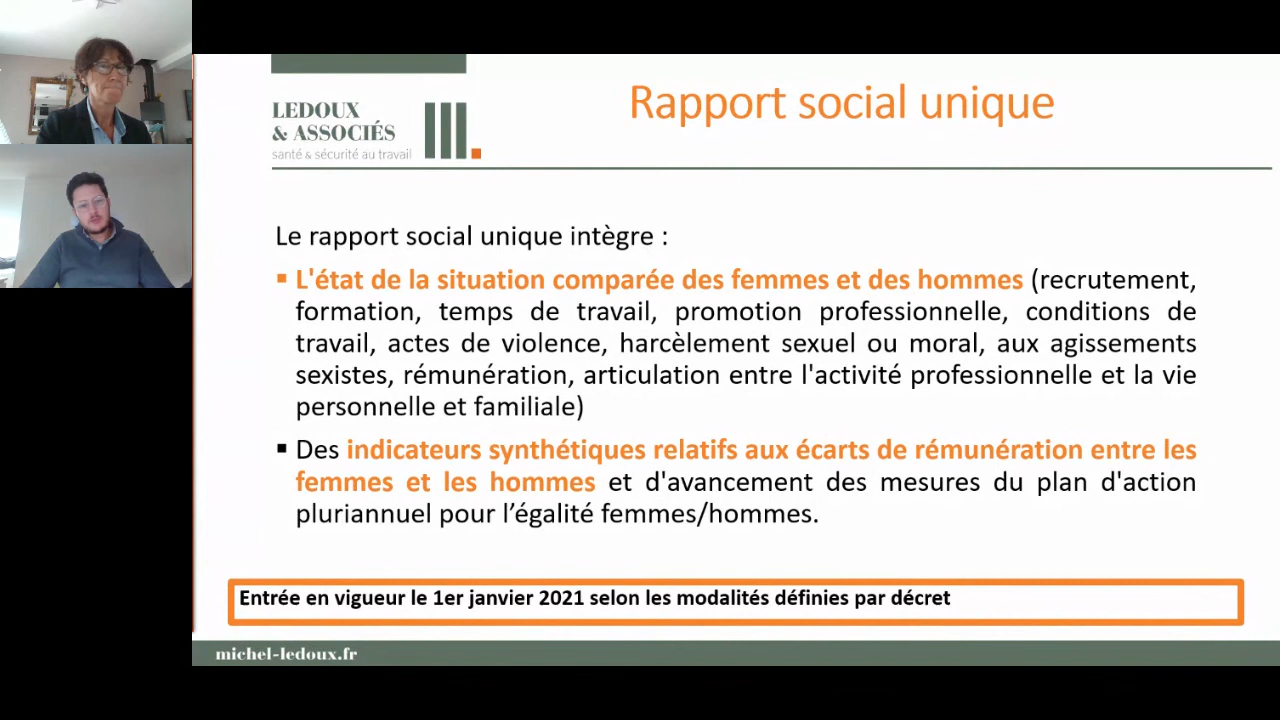 LEDOUX
& ASSOCIÉS
santé & sécurité au travail
Rapport social unique
Le rapport social unique intègre :
▪ L'état de la situation comparée des femmes et des hommes (recrutement,
formation, temps de travail, promotion professionnelle, conditions de
travail, actes de violence, harcèlement sexuel ou moral, aux agissements
sexistes, rémunération, articulation entre l'activité professionnelle et la vie
personnelle et familiale)
▪ Des indicateurs synthétiques relatifs aux écarts de rémunération entre les
femmes et les hommes et d'avancement des mesures du plan d'action
pluriannuel pour l’égalité femmes/hommes.
Entrée en vigueur le 1er janvier 2021 selon les modalités définies par décret
michel-ledoux.fr